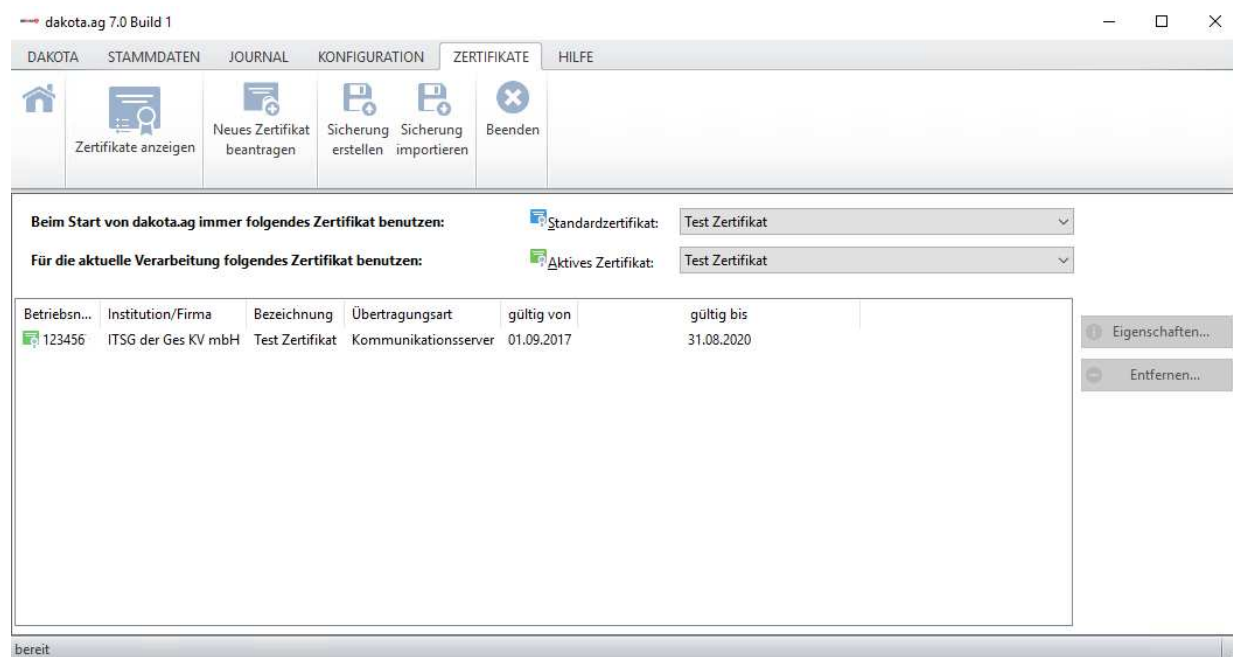 dakota.ag 7.0 Build 1
DAKOTA STAMMDATEN JOURNAL KONFIGURATION ZERTIFIKATE HILFE
Zertifikate anzeigen
Neues Zertifikat
beantragen
Sicherung
erstellen
Sicherung
importieren
Beenden
Beim Start von dakota.ag immer folgendes Zertifikat benutzen: Standardzertifikat: Test Zertifikat
Für die aktuelle Verarbeitung folgendes Zertifikat benutzen: Aktives Zertifikat: Test Zertifikat
Betriebsn... Institution/Firma Bezeichnung Übertragungsart gültig von gültig bis
123456 ITSG der Ges KV mbH Test Zertifikat Kommunikationsserver 01.09.2017 31.08.2020
Eigenschaften...
Entfernen...
bereit